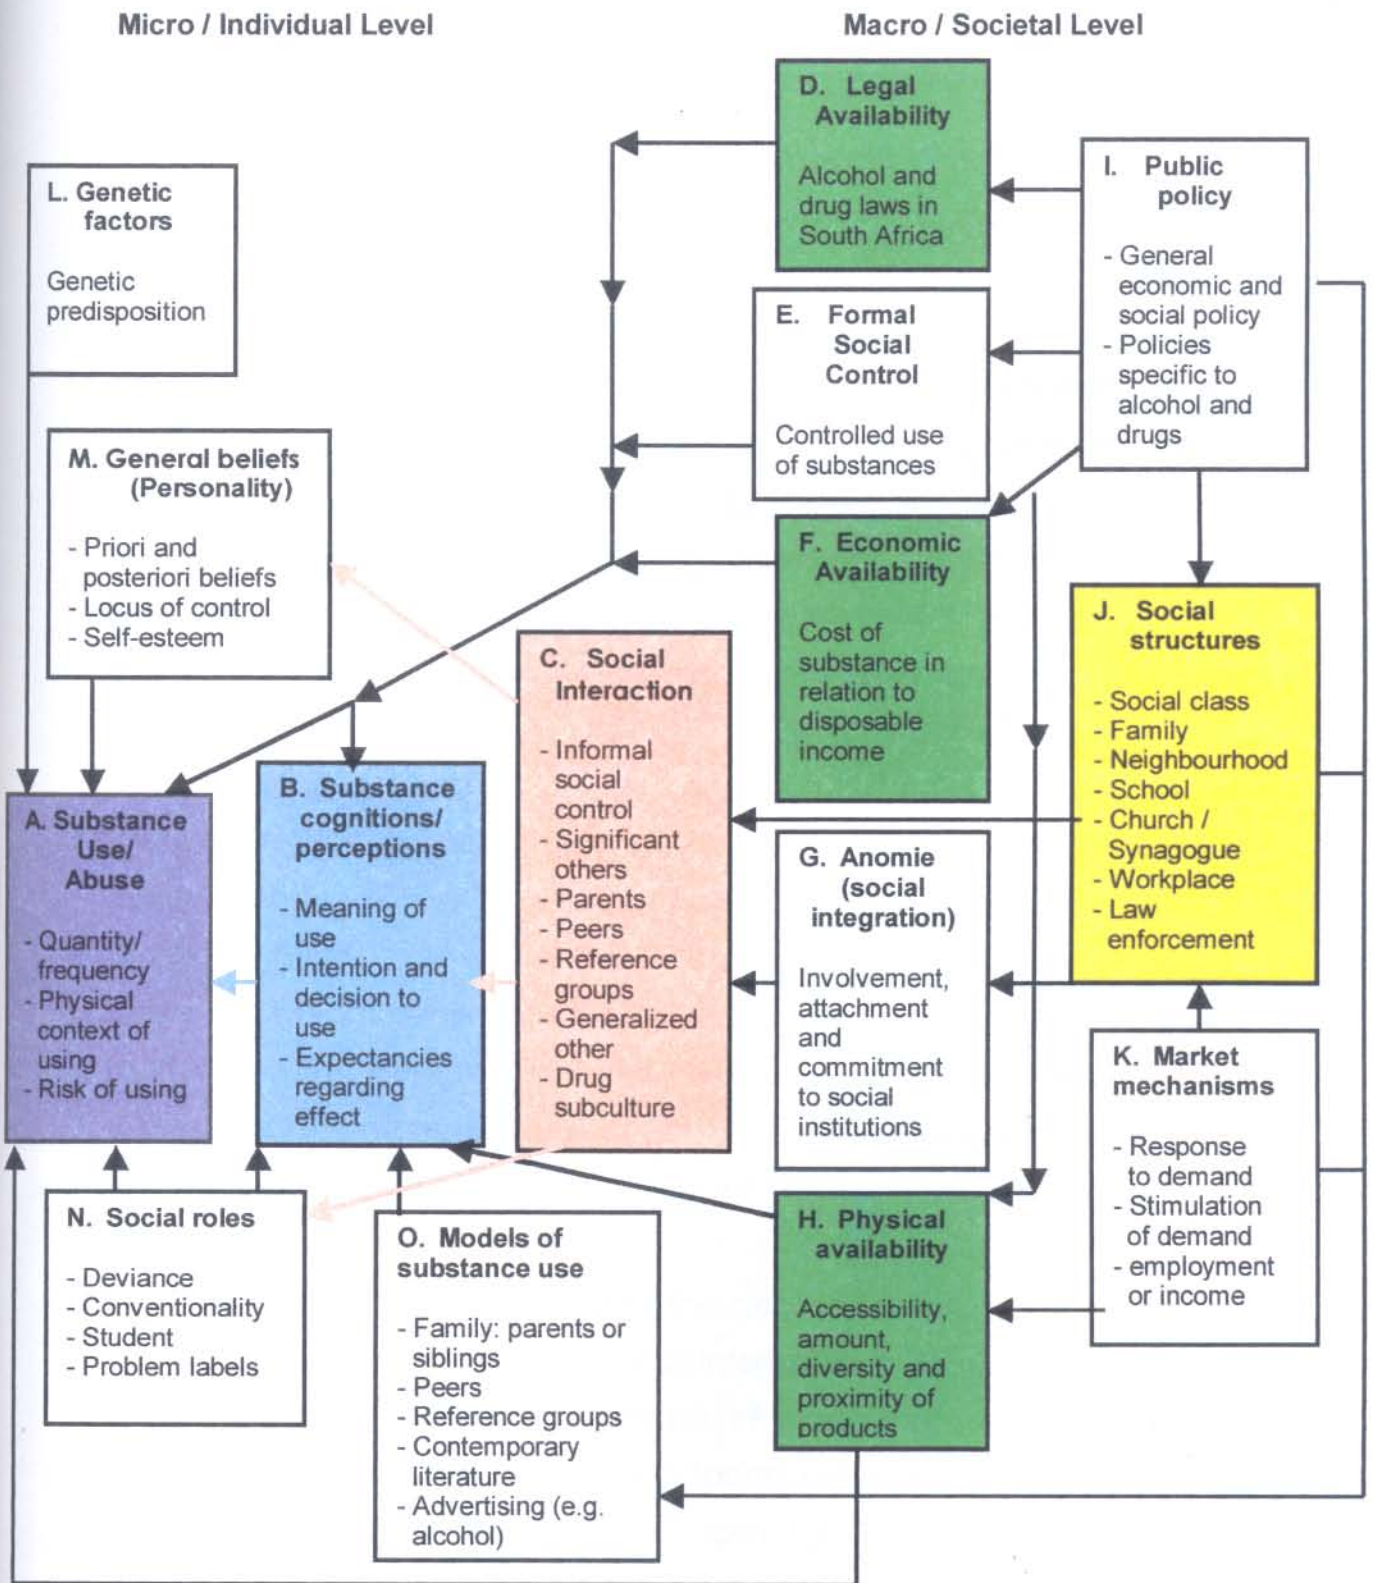 Micro / Individual Level
Macro / Societal Level
D. Legal
Availability
Alcohol and
drug laws in
South Africa
I. Public
policy
- General
economic and
social policy
- Policies
specific to
alcohol and
drugs
L. Genetic
factors
Genetic
predisposition
E. Formal
Social
Control
Controlled use
of substances
M. General beliefs
(Personality)
- Priori and
posteriori beliefs
- Locus of control
- Self-esteem
F. Economic
Availability
Cost of
substance in
relation to
disposable
income
J. Social
structures
- Social class
- Family
- Neighbourhood
- School
- Church /
Synagogue
- Workplace
- Law
enforcement
C. Social
Interaction
- Informal
social
control
- Significant
others
- Parents
- Peers
- Reference
groups
- Generalized
other
- Drug
subculture
A. Substance
Use/
Abuse
- Quantity/
frequency
- Physical
context of
using
- Risk of using
B. Substance
cognitions/
perceptions
- Meaning of
use
- Intention and
decision to
use
- Expectancies
regarding
effect
G. Anomie
(social
integration)
Involvement,
attachment
and
commitment
to social
institutions
K. Market
mechanisms
- Response
to demand
- Stimulation
of demand
- employment
or income
N. Social roles
- Deviance
- Conventionality
- Student
- Problem labels
O. Models of
substance use
- Family: parents or
siblings
- Peers
- Reference groups
- Contemporary
literature
- Advertising (e.g.
alcohol)
H. Physical
availability
Accessibility,
amount,
diversity and
proximity of
products